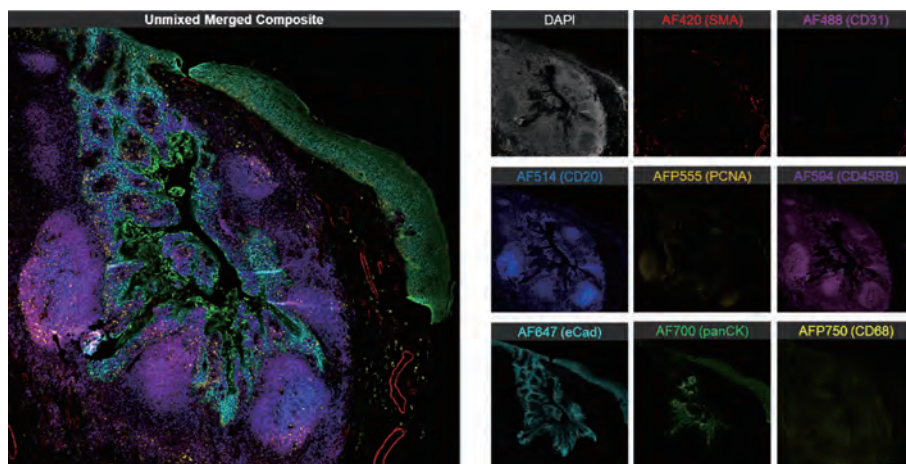 Unmixed Merged Composite
DAPI
AF420 (SMA)
AF488 (CD31)
AF514 (CD20)
AFP555 (PCNA)
AF594 (CD45RB)
AF647 (eCad)
AF700 (panCK)
AFP750 (CD68)